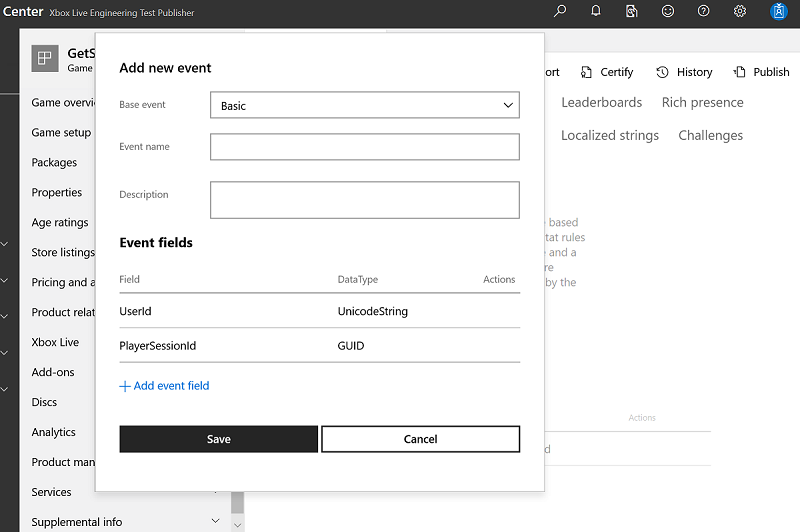 Center Xbox Live Engineering Test Publisher
GetS
Game
Game overvi
Game setup
Packages
Properties
Age ratings
Store listings
Pricing and a
Product relat
Xbox Live
Add-ons
Discs
Analytics
Product man
Services
Supplemental info
Add new event
Base event Basic
Event name
Description
Event fields
Field DataType Actions
UserId UnicodeString
PlayerSessionId GUID
Add event field
Save Cancel
ort Certify History Publish
Leaderboards Rich presence
Localized strings Challenges
based
tat rules
e and a
re
by the
Actions
d